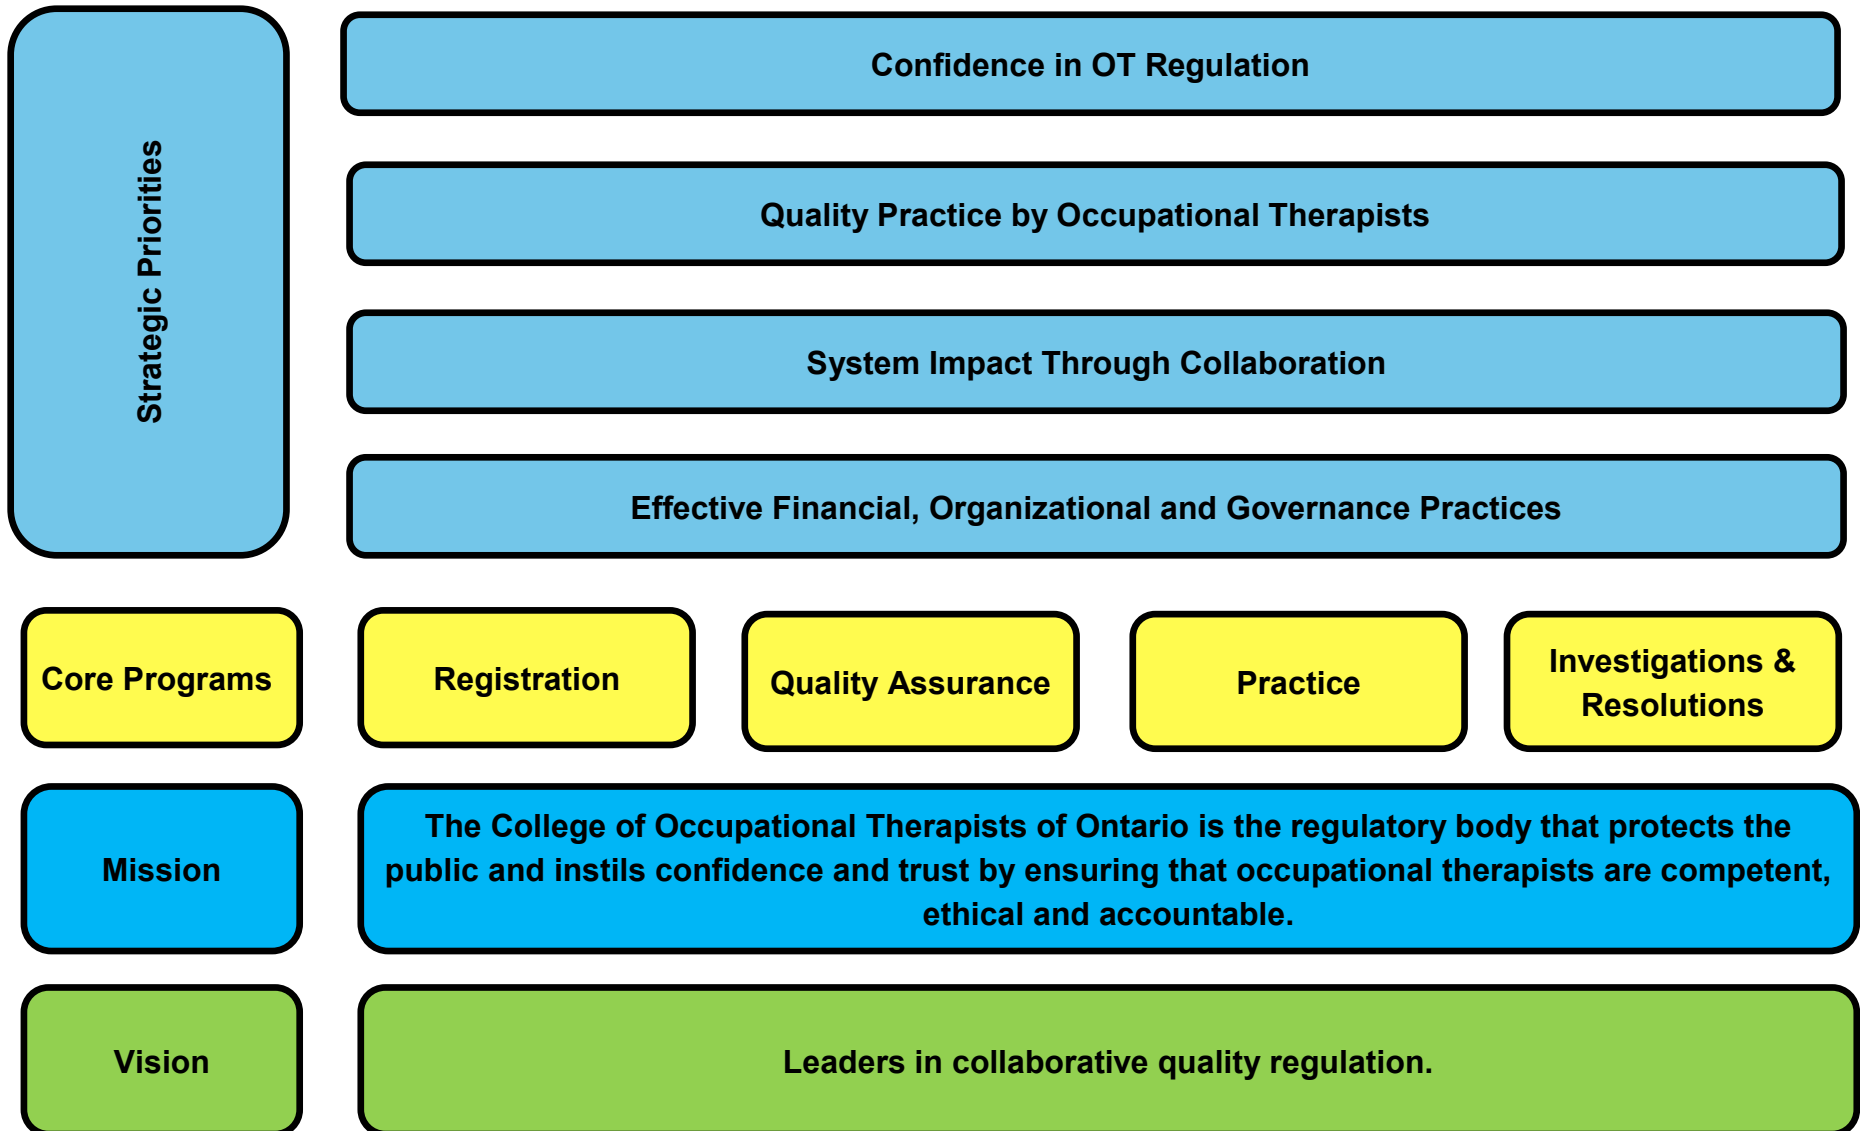 Strategic Priorities
Confidence in OT Regulation
Quality Practice by Occupational Therapists
System Impact Through Collaboration
Effective Financial, Organizational and Governance Practices
Core Programs
Registration
Quality Assurance
Practice
Investigations &
Resolutions
Mission
The College of Occupational Therapists of Ontario is the regulatory body that protects the
public and instils confidence and trust by ensuring that occupational therapists are competent,
ethical and accountable.
Vision
Leaders in collaborative quality regulation.